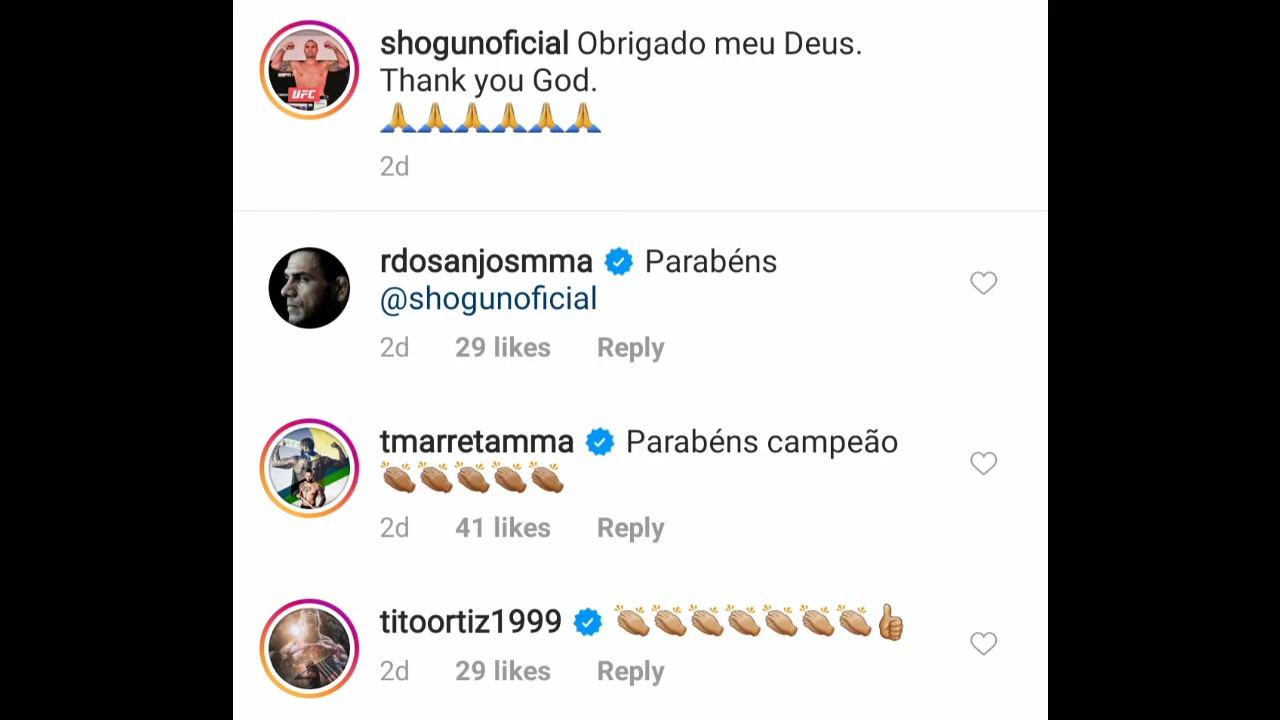 shogunoficial Obrigado meu Deus.
Thank you God.
🙏🙏🙏🙏🙏🙏
2d
rdosanjosmma Parabéns
@shogunoficial
2d 29 likes Reply
tmarretamma Parabéns campeão
👏🏽👏🏽👏🏽👏🏽👏🏽
2d 41 likes Reply
titoortiz1999 👏🏼👏🏼👏🏼👏🏼👏🏼👏🏼👏🏼👍🏽
2d 29 likes Reply
UFC